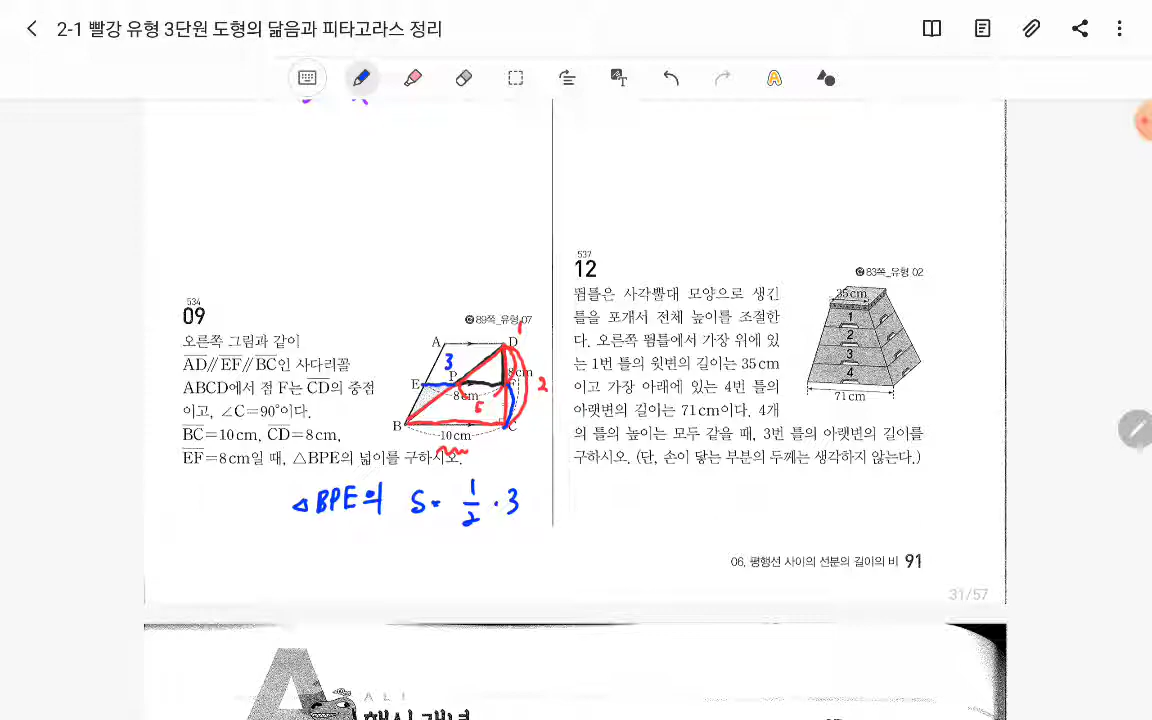 2-1 빨강 유형 3단원 도형의 닮음과 피타고라스 정리
534
09
89쪽_유형 07
오른쪽 그림과 같이
AD//EF//BC인 사다리꼴
ABCD에서 점 F는 CD의 중점
이고, ∠C=90°이다.
BC=10cm, CD=8cm,
EF=8cm일 때, △BPE의 넓이를 구하시오.
A
D
1
3
E
P
F
8cm
8cm
5
2
B
C
10cm
△BPE의 S= 1/2 · 3
537
12
83쪽_유형 02
뜀틀은 사각뿔대 모양으로 생긴
틀을 포개서 전체 높이를 조절한
다. 오른쪽 뜀틀에서 가장 위에 있
는 1번 틀의 윗변의 길이는 35cm
이고 가장 아래에 있는 4번 틀의
아랫변의 길이는 71cm이다. 4개
의 틀의 높이는 모두 같을 때, 3번 틀의 아랫변의 길이를
구하시오. (단, 손이 닿는 부분의 두께는 생각하지 않는다.)
35cm
1
2
3
4
71cm
06. 평행선 사이의 선분의 길이의 비 91
31/57
A L I
핵심 개념